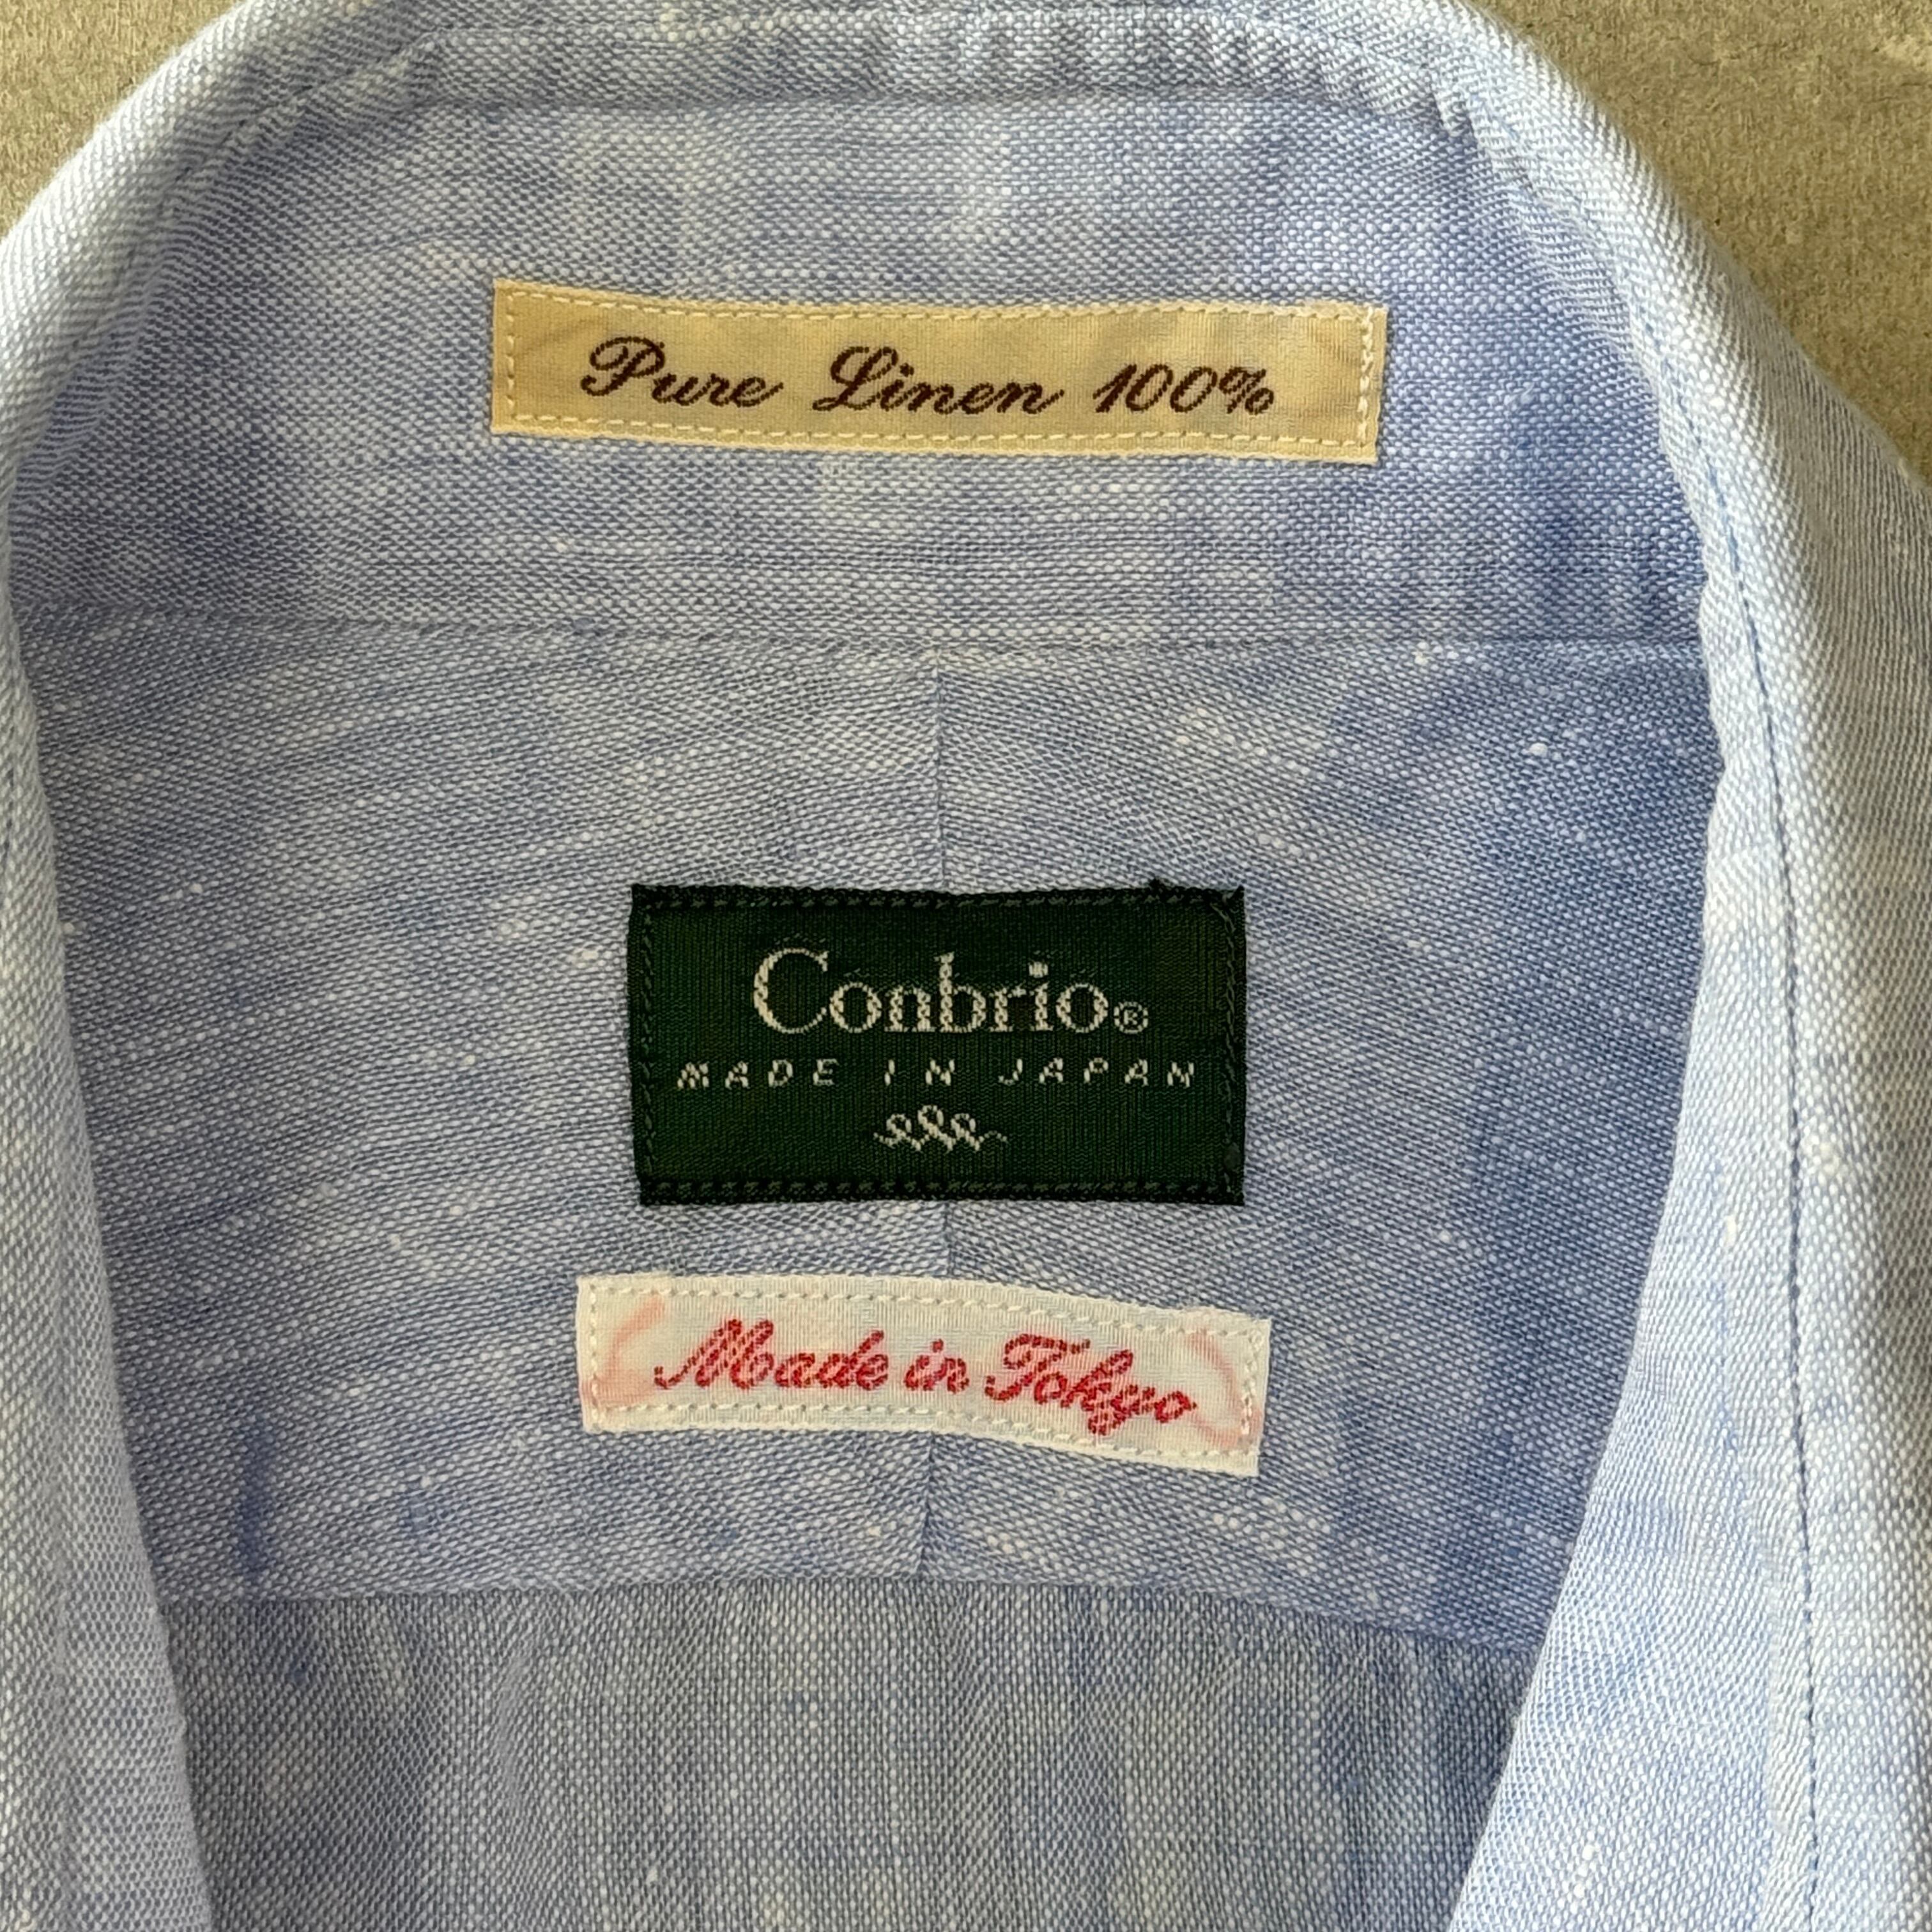 Pure Linen 100%
Conbrio®
MADE IN JAPAN
Made in Tokyo